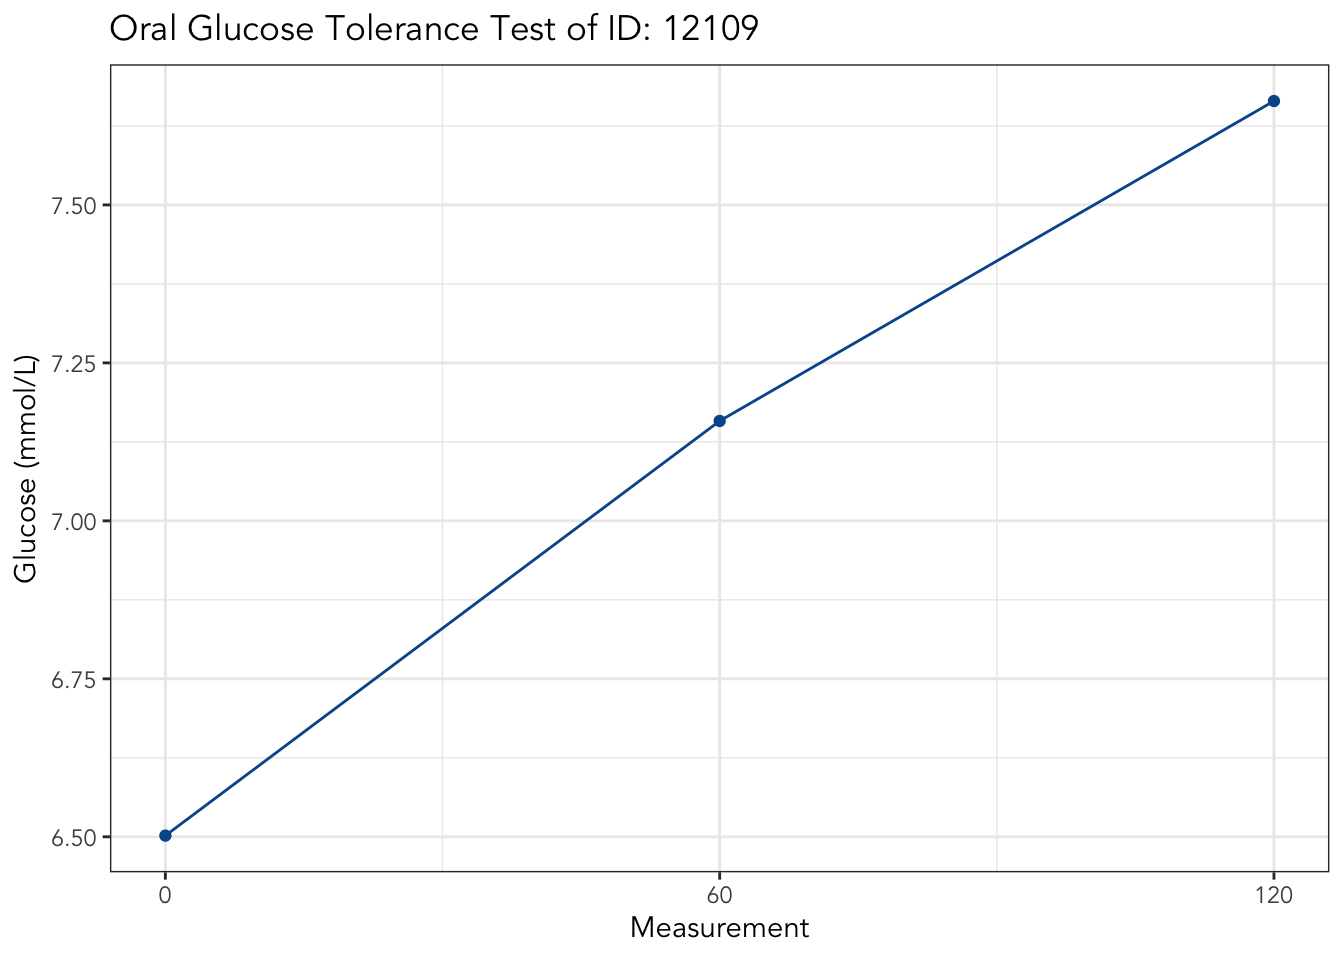 Oral Glucose Tolerance Test of ID: 12109
Glucose (mmol/L)
7.50
7.25
7.00
6.75
6.50
0 60 120
Measurement